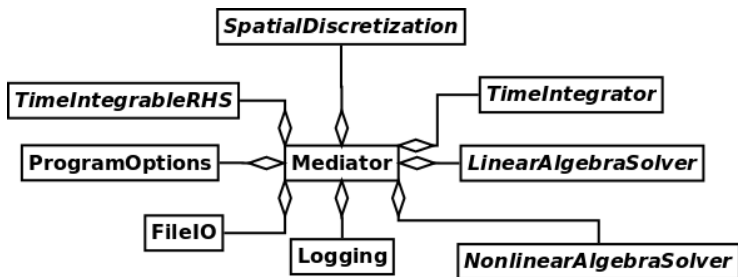 SpatialDiscretization
TimeIntegrableRHS
TimeIntegrator
ProgramOptions
Mediator
LinearAlgebraSolver
FileIO
Logging
NonlinearAlgebraSolver